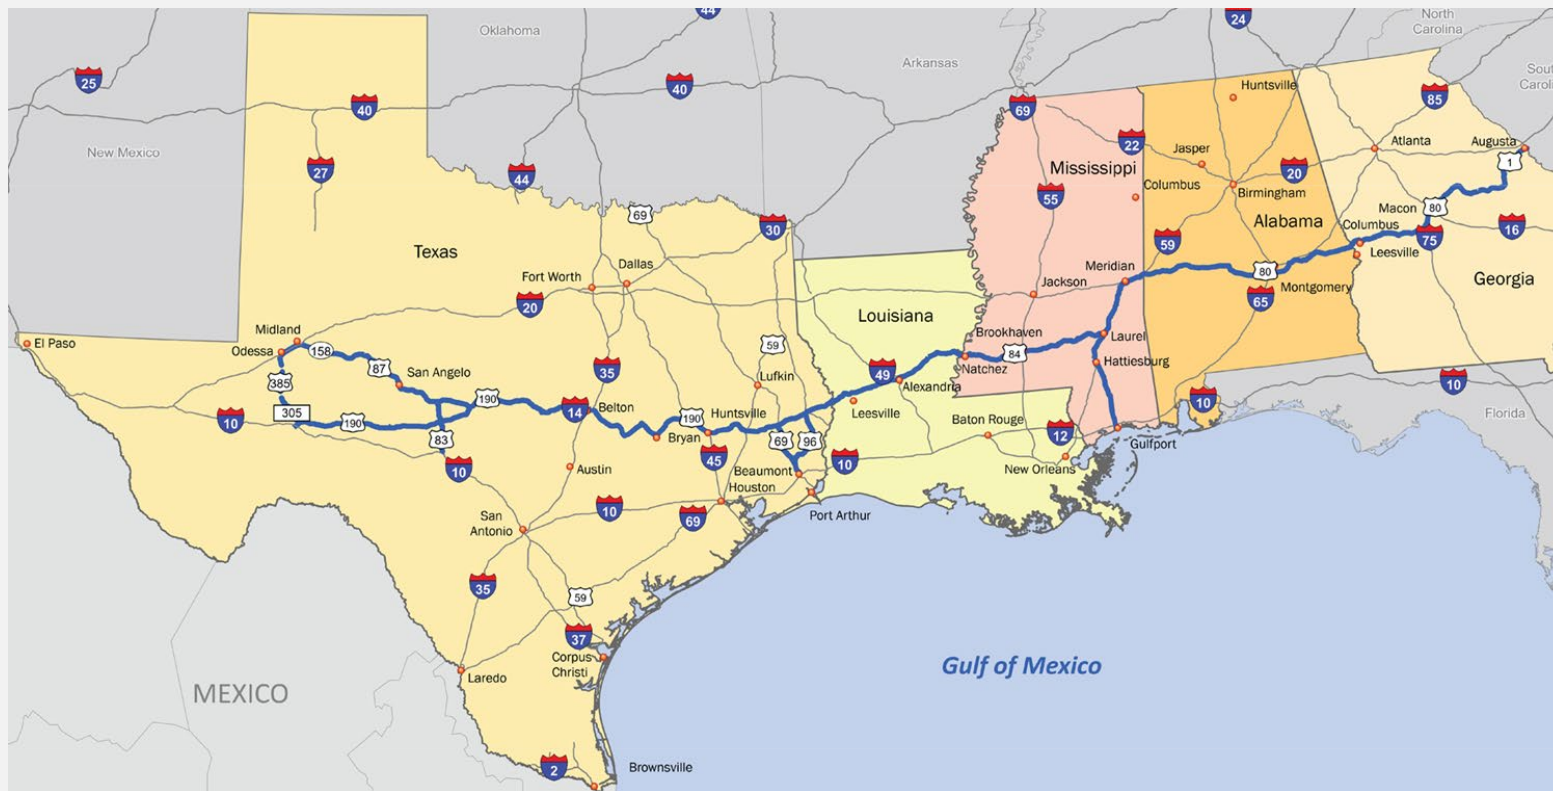 44
24
North
Carolina
Oklahoma
Arkansas
South
Carolina
25
40
40
69
85
Huntsville
New Mexico
27
44
22
Jasper
Atlanta
Augusta
1
Mississippi
20
55
Columbus
Birmingham
69
30
Alabama
Macon
80
Columbus
16
Texas
59
75
Leesville
Fort Worth
Dallas
Meridian
80
Montgomery
Georgia
20
Jackson
65
Louisiana
Midland
El Paso
Odessa
158
59
Brookhaven
Laurel
84
Natchez
87
35
49
Hattiesburg
385
San Angelo
Lufkin
Alexandria
10
190
14
Belton
Leesville
10
Florida
305
10
190
83
190
Huntsville
Bryan
69
96
Baton Rouge
12
Gulfport
10
Austin
45
Beaumont
10
New Orleans
Houston
San
Antonio
10
69
Port Arthur
35
59
37
Corpus
Christi
Gulf of Mexico
Laredo
MEXICO
2
Brownsville